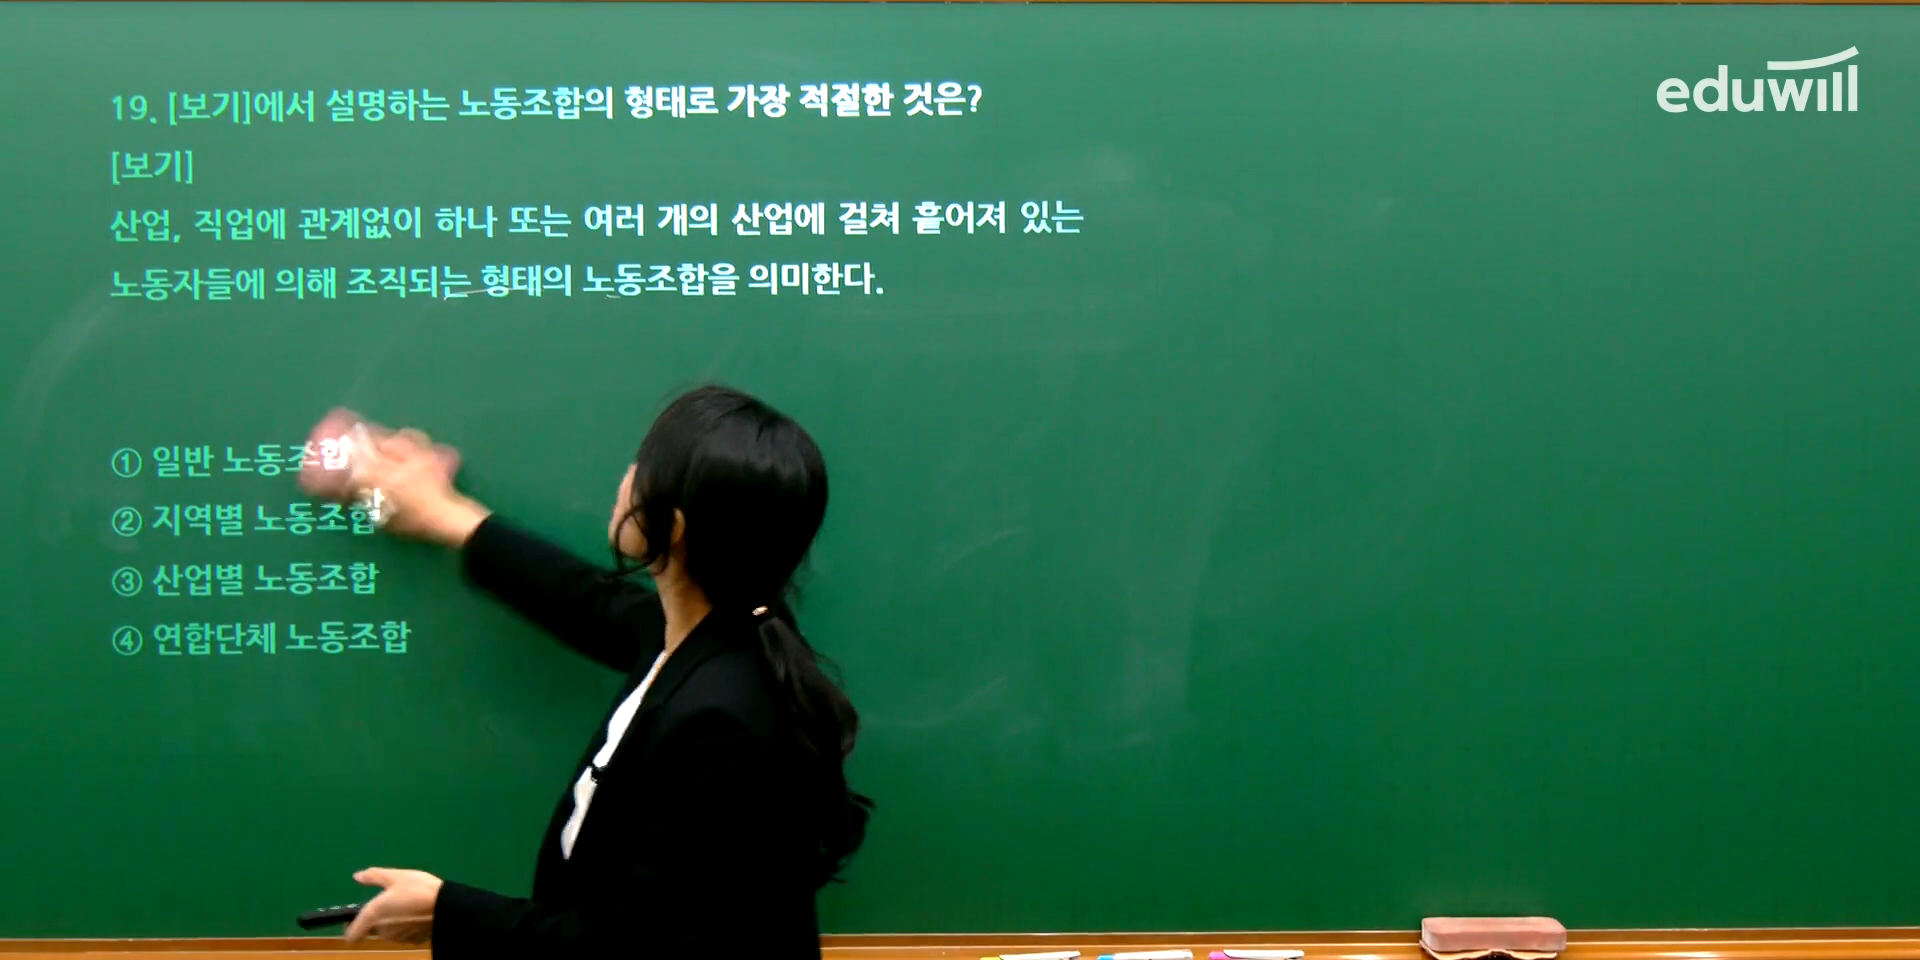 eduwill
19. [보기]에서 설명하는 노동조합의 형태로 가장 적절한 것은?
[보기]
산업, 직업에 관계없이 하나 또는 여러 개의 산업에 걸쳐 흩어져 있는
노동자들에 의해 조직되는 형태의 노동조합을 의미한다.
① 일반 노동조합
② 지역별 노동조합
③ 산업별 노동조합
④ 연합단체 노동조합